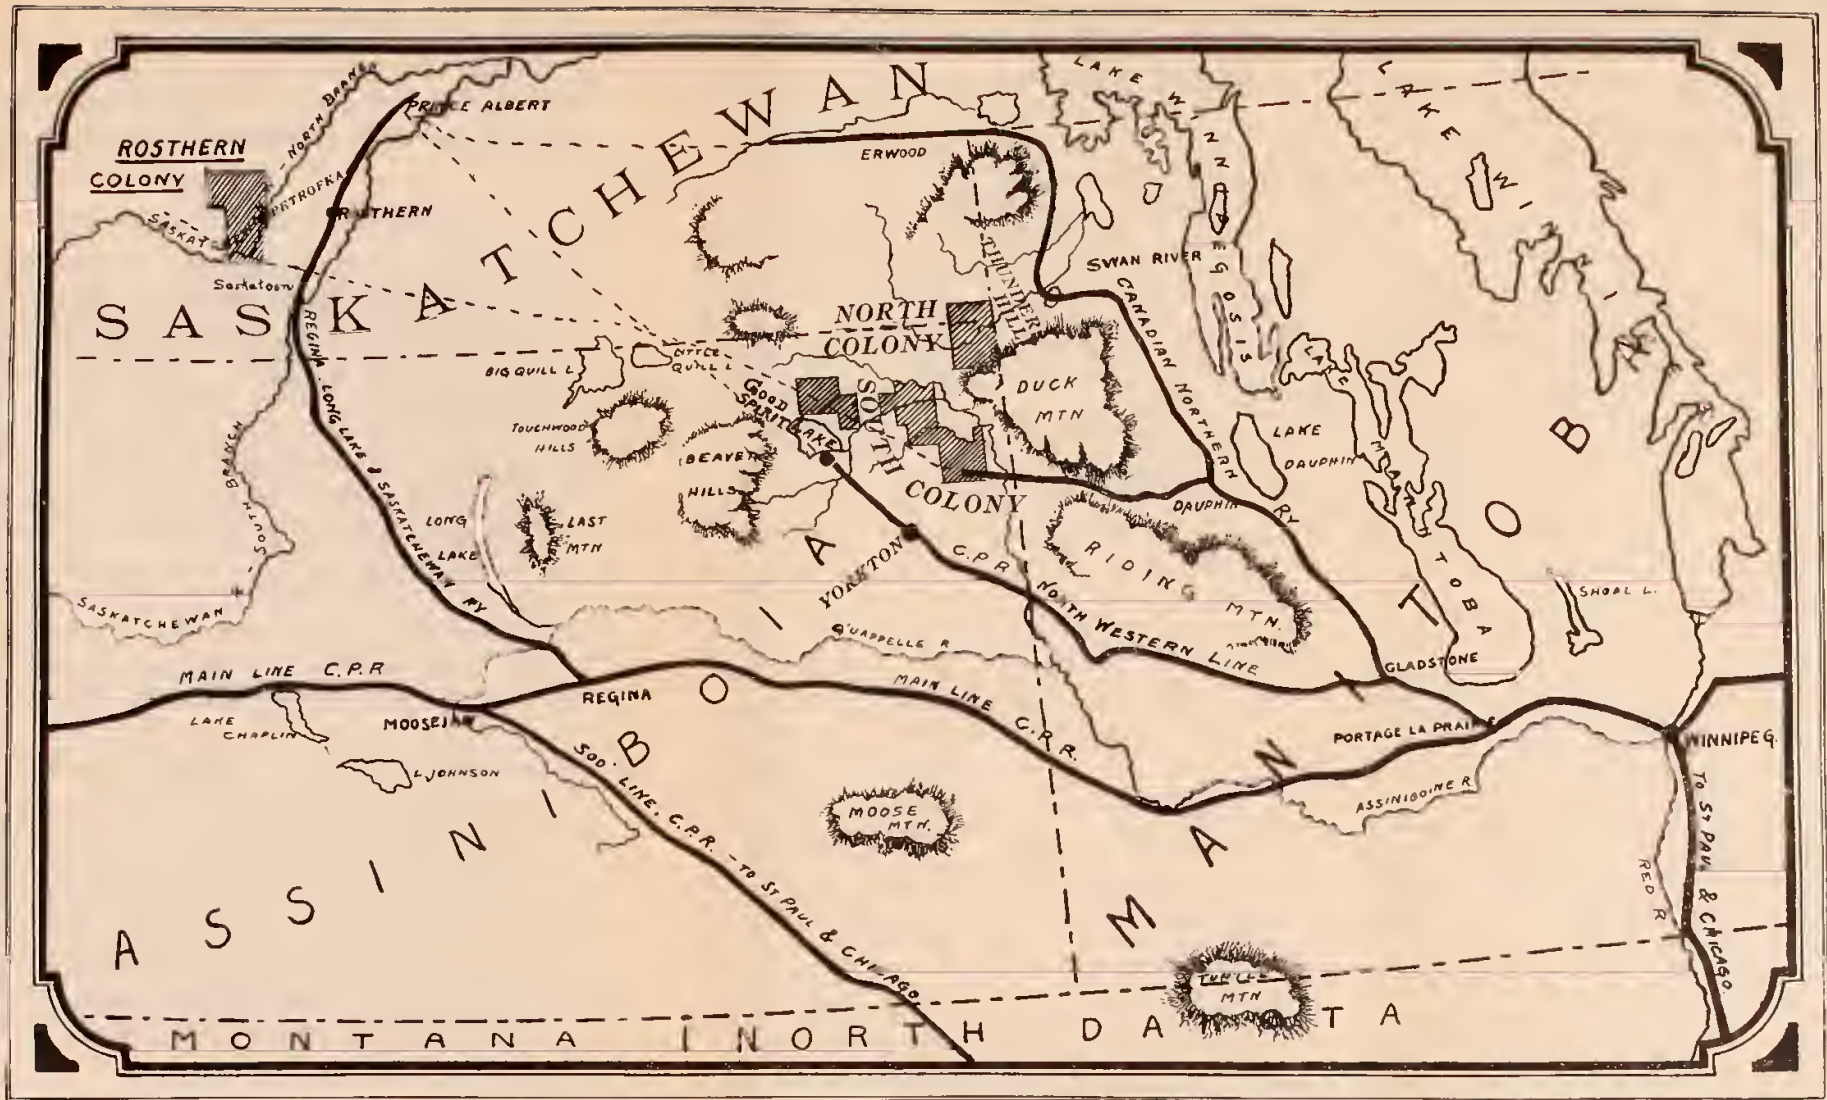 SASKATCHEWAN
ASSINIBOIA
MANITOBA
MONTANA
NORTH DAKOTA
ROSTHERN
COLONY
NORTH BRANCH
PRINCE ALBERT
PETROFKA
ROSTHERN
SASKAT
Saskatoon
ERWOOD
LAKE WINNIPEGOSIS
LAKE WINNIPEG
THUNDER
HILL
SWAN RIVER
CANADIAN NORTHERN RY
NORTH
COLONY
BIG QUILL L
LITTLE
QUILL L
GOOD
SPIRIT LAKE
SOUTH
COLONY
DUCK
MTN
TOUCHWOOD
HILLS
BEAVER
HILLS
LAKE
DAUPHIN
LAKE MANITOBA
REGINA. LONG LAKE & SASKATCHEWAN RY
SOUTH BRANCH
SASKATCHEWAN R
LONG
LAKE
LAST
MTN
YORKTON
DAUPHIN
RIDING
MTN.
C.P.R NORTH WESTERN LINE
SHOAL L.
QUAPPELLE R
GLADSTONE
MAIN LINE C.P.R
REGINA
MAIN LINE C.P.R.
LAKE
CHAPLIN
MOOSEJAW
L JOHNSON
PORTAGE LA PRAIRIE
WINNIPEG.
SOO. LINE. C.P.R. - TO ST PAUL & CHICAGO
MOOSE
MTN.
ASSINIBOINE R
RED R
TO ST PAUL & CHICAGO.
TURTLE
MTN